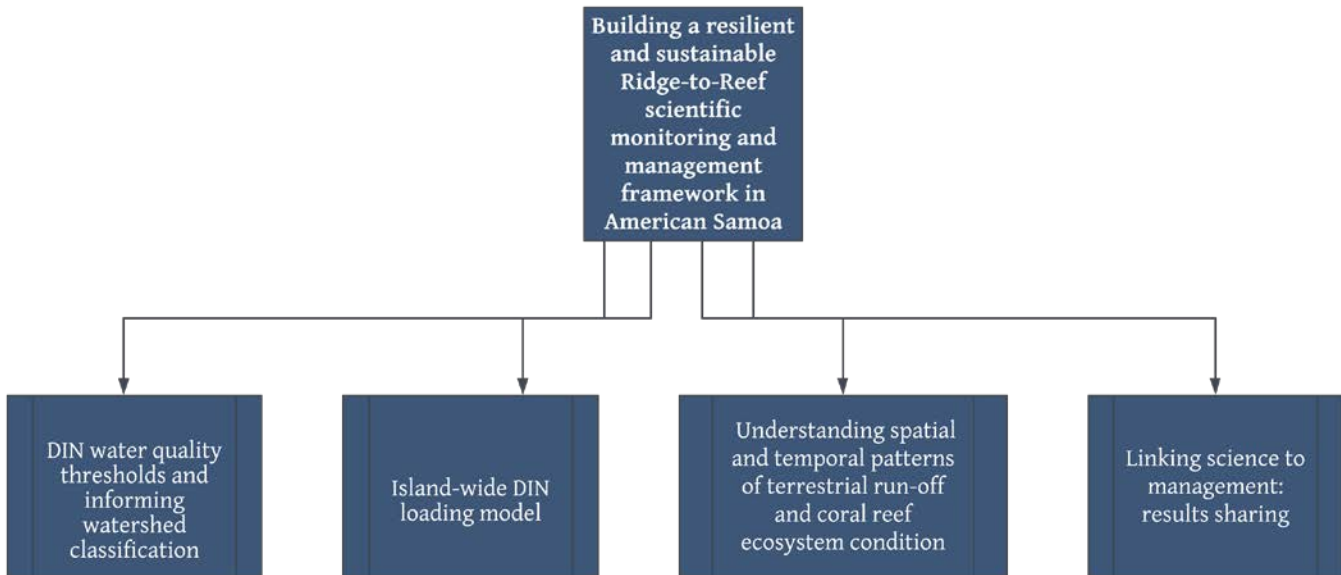 Building a resilient
and sustainable
Ridge-to-Reef
scientific
monitoring and
management
framework in
American Samoa
DIN water quality
thresholds and
informing
watershed
classification
Island-wide DIN
loading model
Understanding spatial
and temporal patterns
of terrestrial run-off
and coral reef
ecosystem condition
Linking science to
management:
results sharing